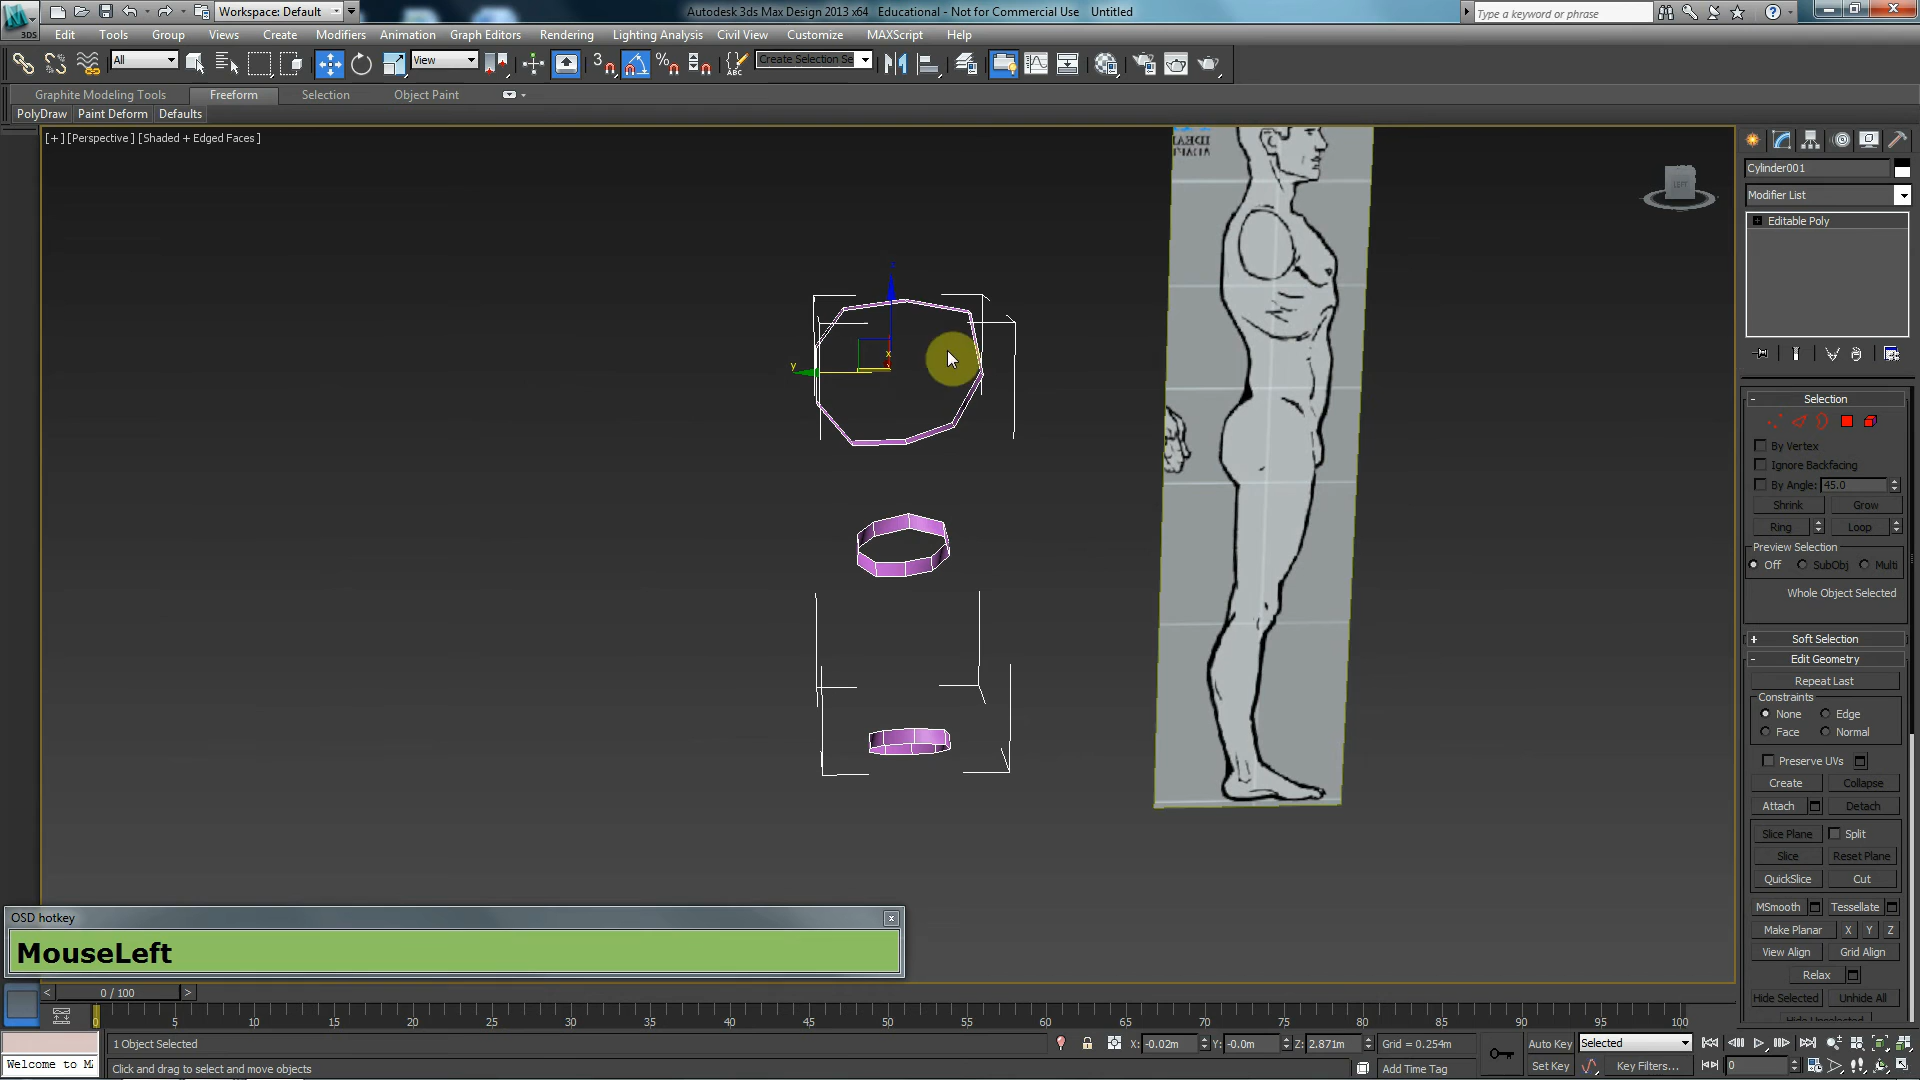 Workspace: Default
Autodesk 3ds Max Design 2013 x64 Educational - Not for Commercial Use Untitled
Type a keyword or phrase
3DS
Edit Tools Group Views Create Modifiers Animation Graph Editors Rendering Lighting Analysis Civil View Customize MAXScript Help
All View 3 Create Selection Se
Graphite Modeling Tools Freeform Selection Object Paint
PolyDraw Paint Deform Defaults
[+] [Perspective] [Shaded + Edged Faces]
LEFT
z
x
y
Cylinder001
Modifier List
Editable Poly
Selection
By Vertex
Ignore Backfacing
By Angle: 45.0
Shrink Grow
Ring Loop
Preview Selection
Off SubObj Multi
Whole Object Selected
Soft Selection
Edit Geometry
Repeat Last
Constraints
None Edge
Face Normal
Preserve UVs
Create Collapse
Attach Detach
Slice Plane Split
Slice Reset Plane
QuickSlice Cut
MSmooth Tessellate
Make Planar X Y Z
View Align Grid Align
Relax
Hide Selected Unhide All
Hide Unselected
OSD hotkey
MouseLeft
0 / 100
5 10 15 20 25 30 35 40 45 50 55 60 65 70 75 80 85 90 95 100
1 Object Selected X: -0.02m Y: -0.0m Z: 2.871m Grid = 0.254m Auto Key Selected
Welcome to M Click and drag to select and move objects Add Time Tag Set Key Key Filters... 0